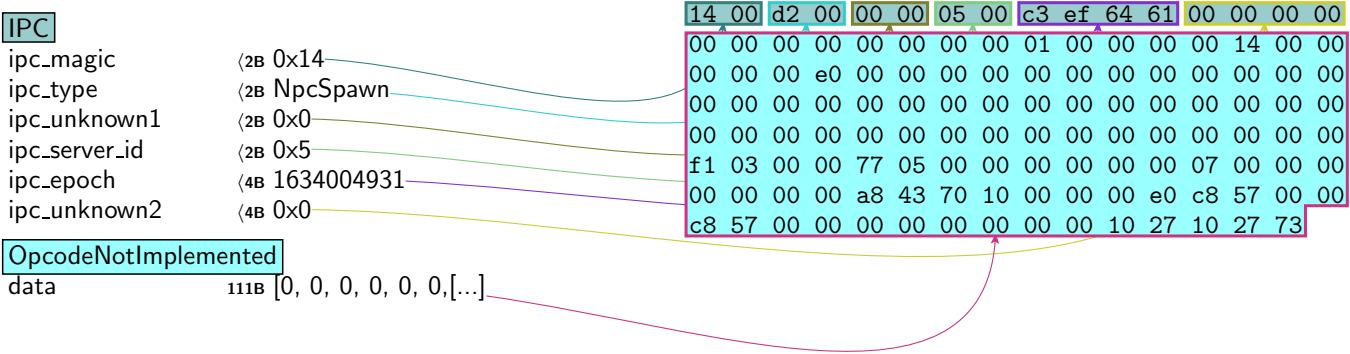 14 00 d2 00 00 00 05 00 c3 ef 64 61 00 00 00 00
IPC
ipc_magic ⟨2B 0x14
ipc_type ⟨2B NpcSpawn
ipc_unknown1 ⟨2B 0x0
ipc_server_id ⟨2B 0x5
ipc_epoch ⟨4B 1634004931
ipc_unknown2 ⟨4B 0x0
00 00 00 00 00 00 00 00 01 00 00 00 00 14 00 00
00 00 00 e0 00 00 00 00 00 00 00 00 00 00 00 00
00 00 00 00 00 00 00 00 00 00 00 00 00 00 00 00
00 00 00 00 00 00 00 00 00 00 00 00 00 00 00 00
f1 03 00 00 77 05 00 00 00 00 00 00 07 00 00 00
00 00 00 00 a8 43 70 10 00 00 00 e0 c8 57 00 00
c8 57 00 00 00 00 00 00 00 00 10 27 10 27 73
OpcodeNotImplemented
data 111B [0, 0, 0, 0, 0, 0,[...]